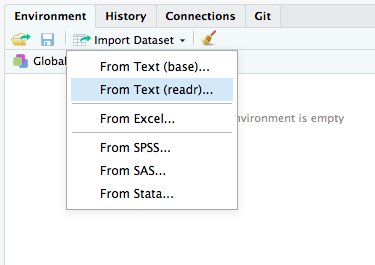 Environment History Connections Git
Import Dataset
Global
From Text (base)...
From Text (readr)...
From Excel...
From SPSS...
From SAS...
From Stata...
nvironment is empty